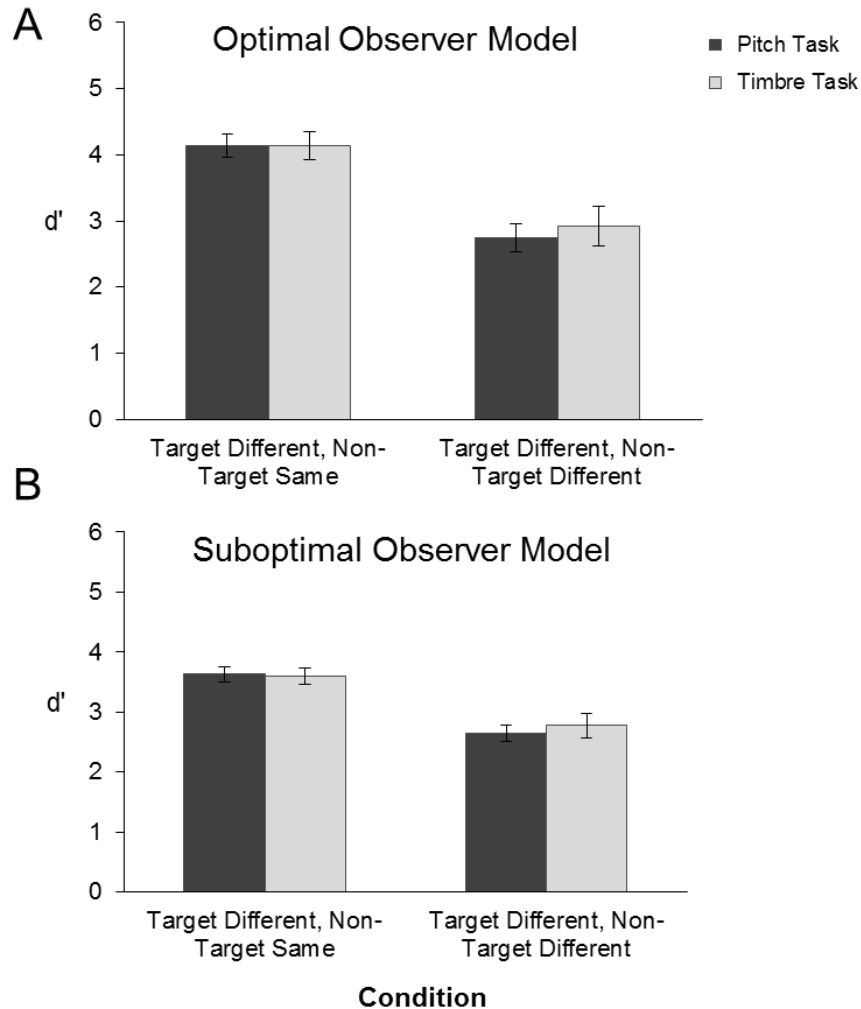 A
Optimal Observer Model
Pitch Task
Timbre Task
6
5
4
3
2
1
0
d'
Target Different, Non-
Target Same
Target Different, Non-
Target Different
B
Suboptimal Observer Model
6
5
4
3
2
1
0
d'
Target Different, Non-
Target Same
Target Different, Non-
Target Different
Condition